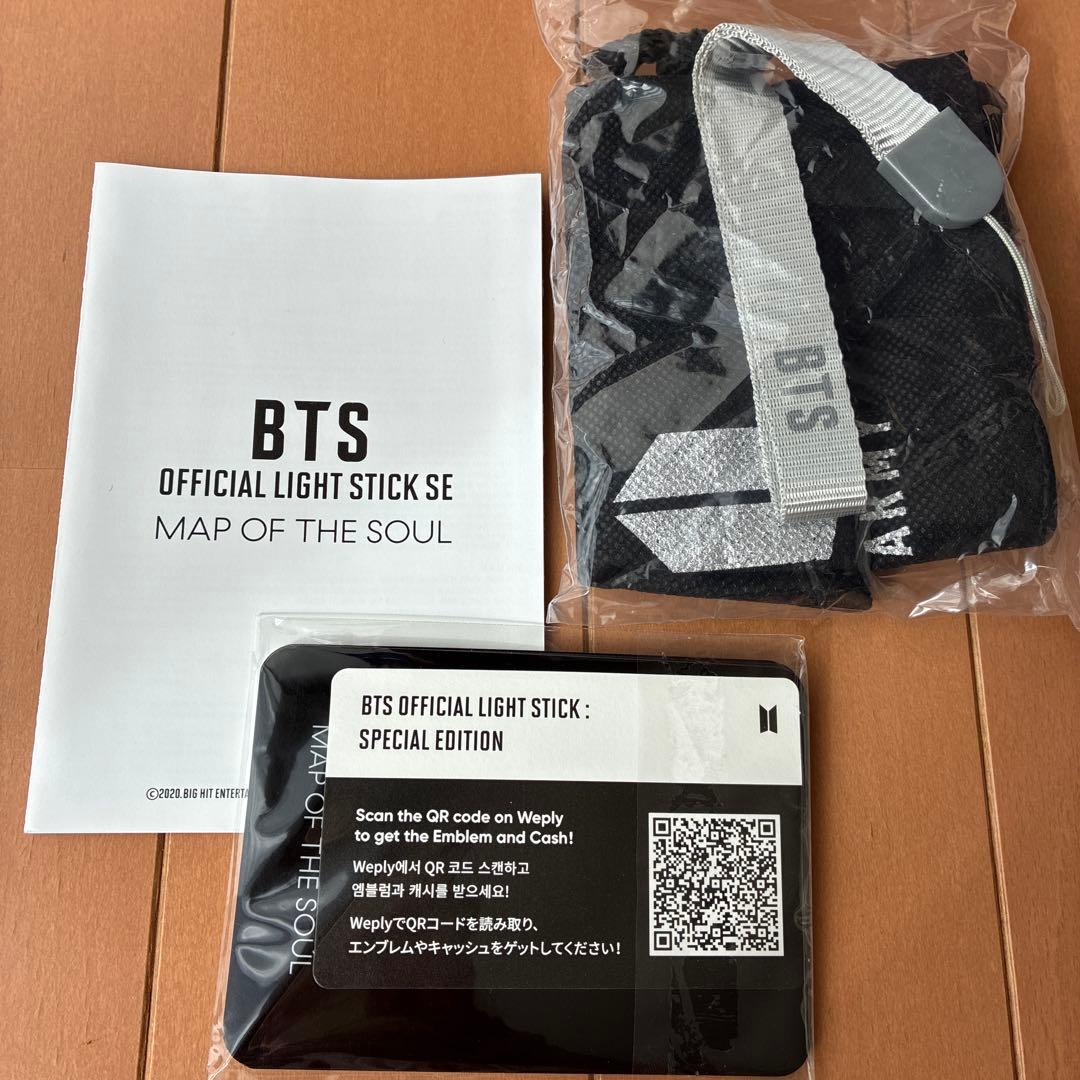 BTS
OFFICIAL LIGHT STICK SE
MAP OF THE SOUL
©2020.BIG HIT
BTS
ARMY
BTS OFFICIAL LIGHT STICK :
SPECIAL EDITION
Scan the QR code on Weply
to get the Emblem and Cash!
Weply에서 QR 코드 스캔하고
엠블럼과 캐시를 받으세요!
WeplyでQRコードを読み取り、
エンブレムやキャッシュをゲットしてください!
MAP OF THE SOUL